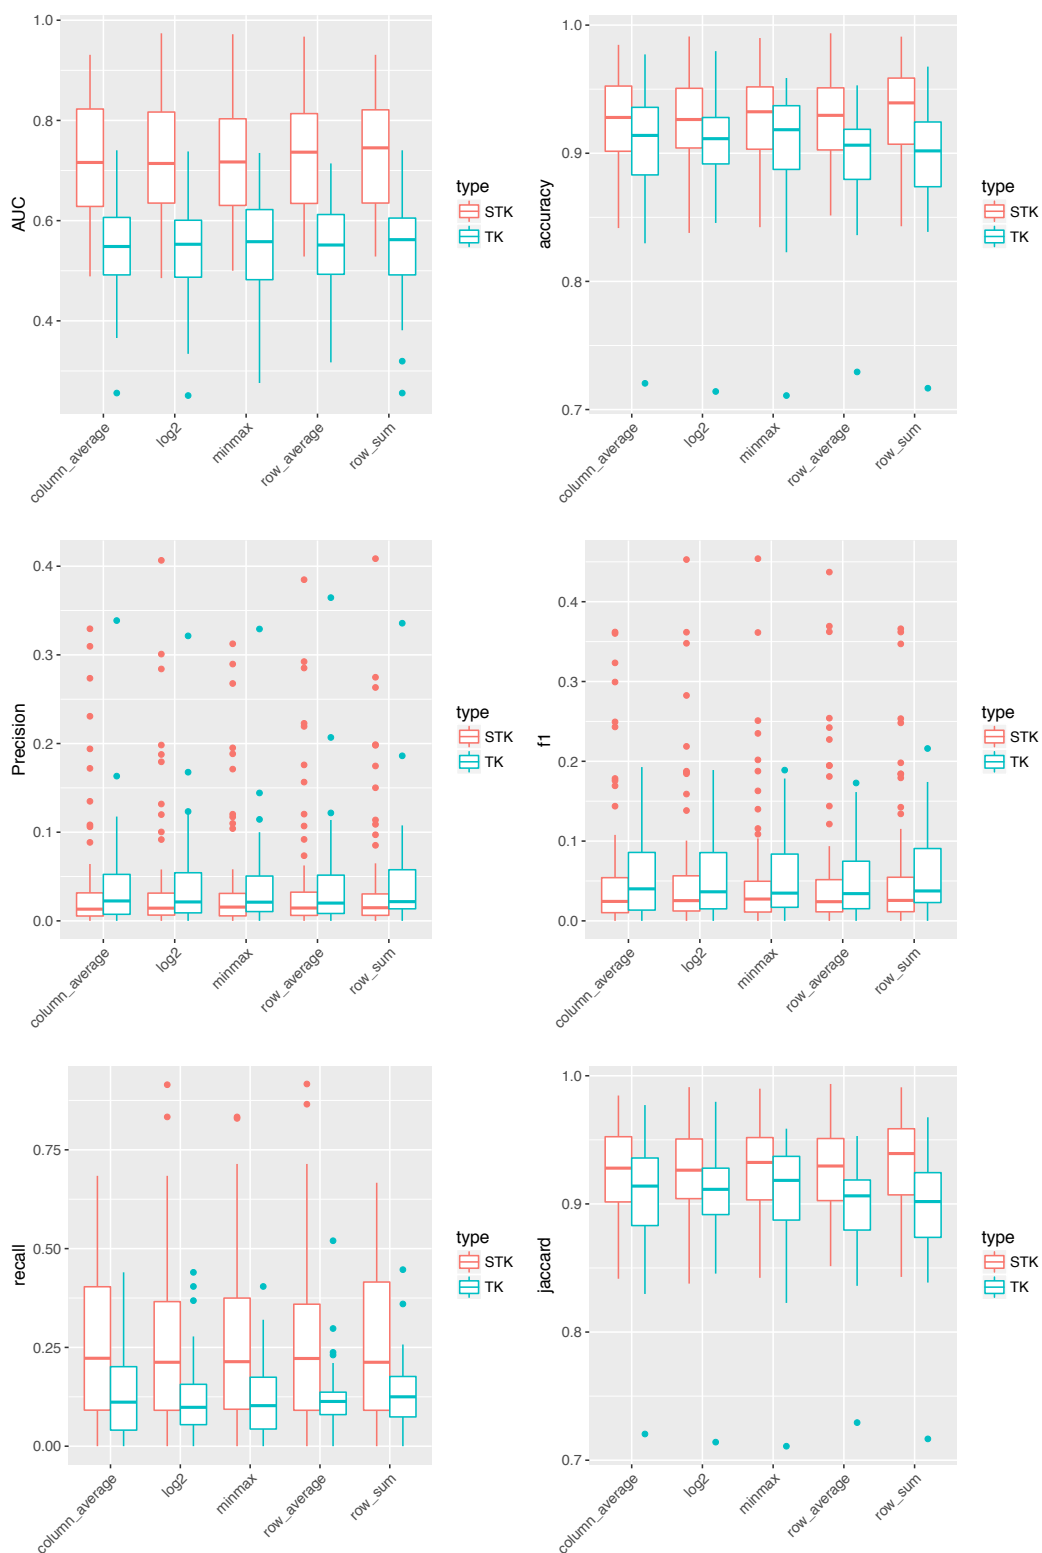 1.0
0.8
0.6
0.4
AUC
column_average
log2
minmax
row_average
row_sum
type
STK
TK
1.0
0.9
0.8
0.7
accuracy
column_average
log2
minmax
row_average
row_sum
type
STK
TK
0.4
0.3
0.2
0.1
0.0
Precision
column_average
log2
minmax
row_average
row_sum
type
STK
TK
0.4
0.3
0.2
0.1
0.0
f1
column_average
log2
minmax
row_average
row_sum
type
STK
TK
0.75
0.50
0.25
0.00
recall
column_average
log2
minmax
row_average
row_sum
type
STK
TK
1.0
0.9
0.8
0.7
jaccard
column_average
log2
minmax
row_average
row_sum
type
STK
TK